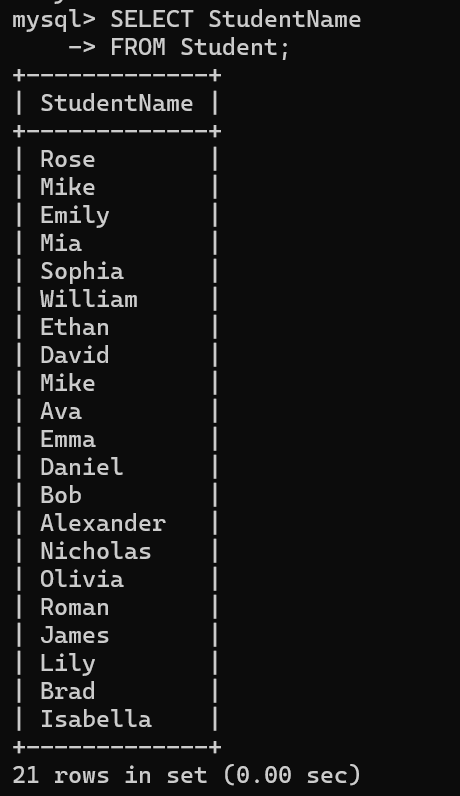 mysql> SELECT StudentName
    -> FROM Student;
+-------------+
| StudentName |
+-------------+
| Rose        |
| Mike        |
| Emily       |
| Mia         |
| Sophia      |
| William     |
| Ethan       |
| David       |
| Mike        |
| Ava         |
| Emma        |
| Daniel      |
| Bob         |
| Alexander   |
| Nicholas    |
| Olivia      |
| Roman       |
| James       |
| Lily        |
| Brad        |
| Isabella    |
+-------------+
21 rows in set (0.00 sec)